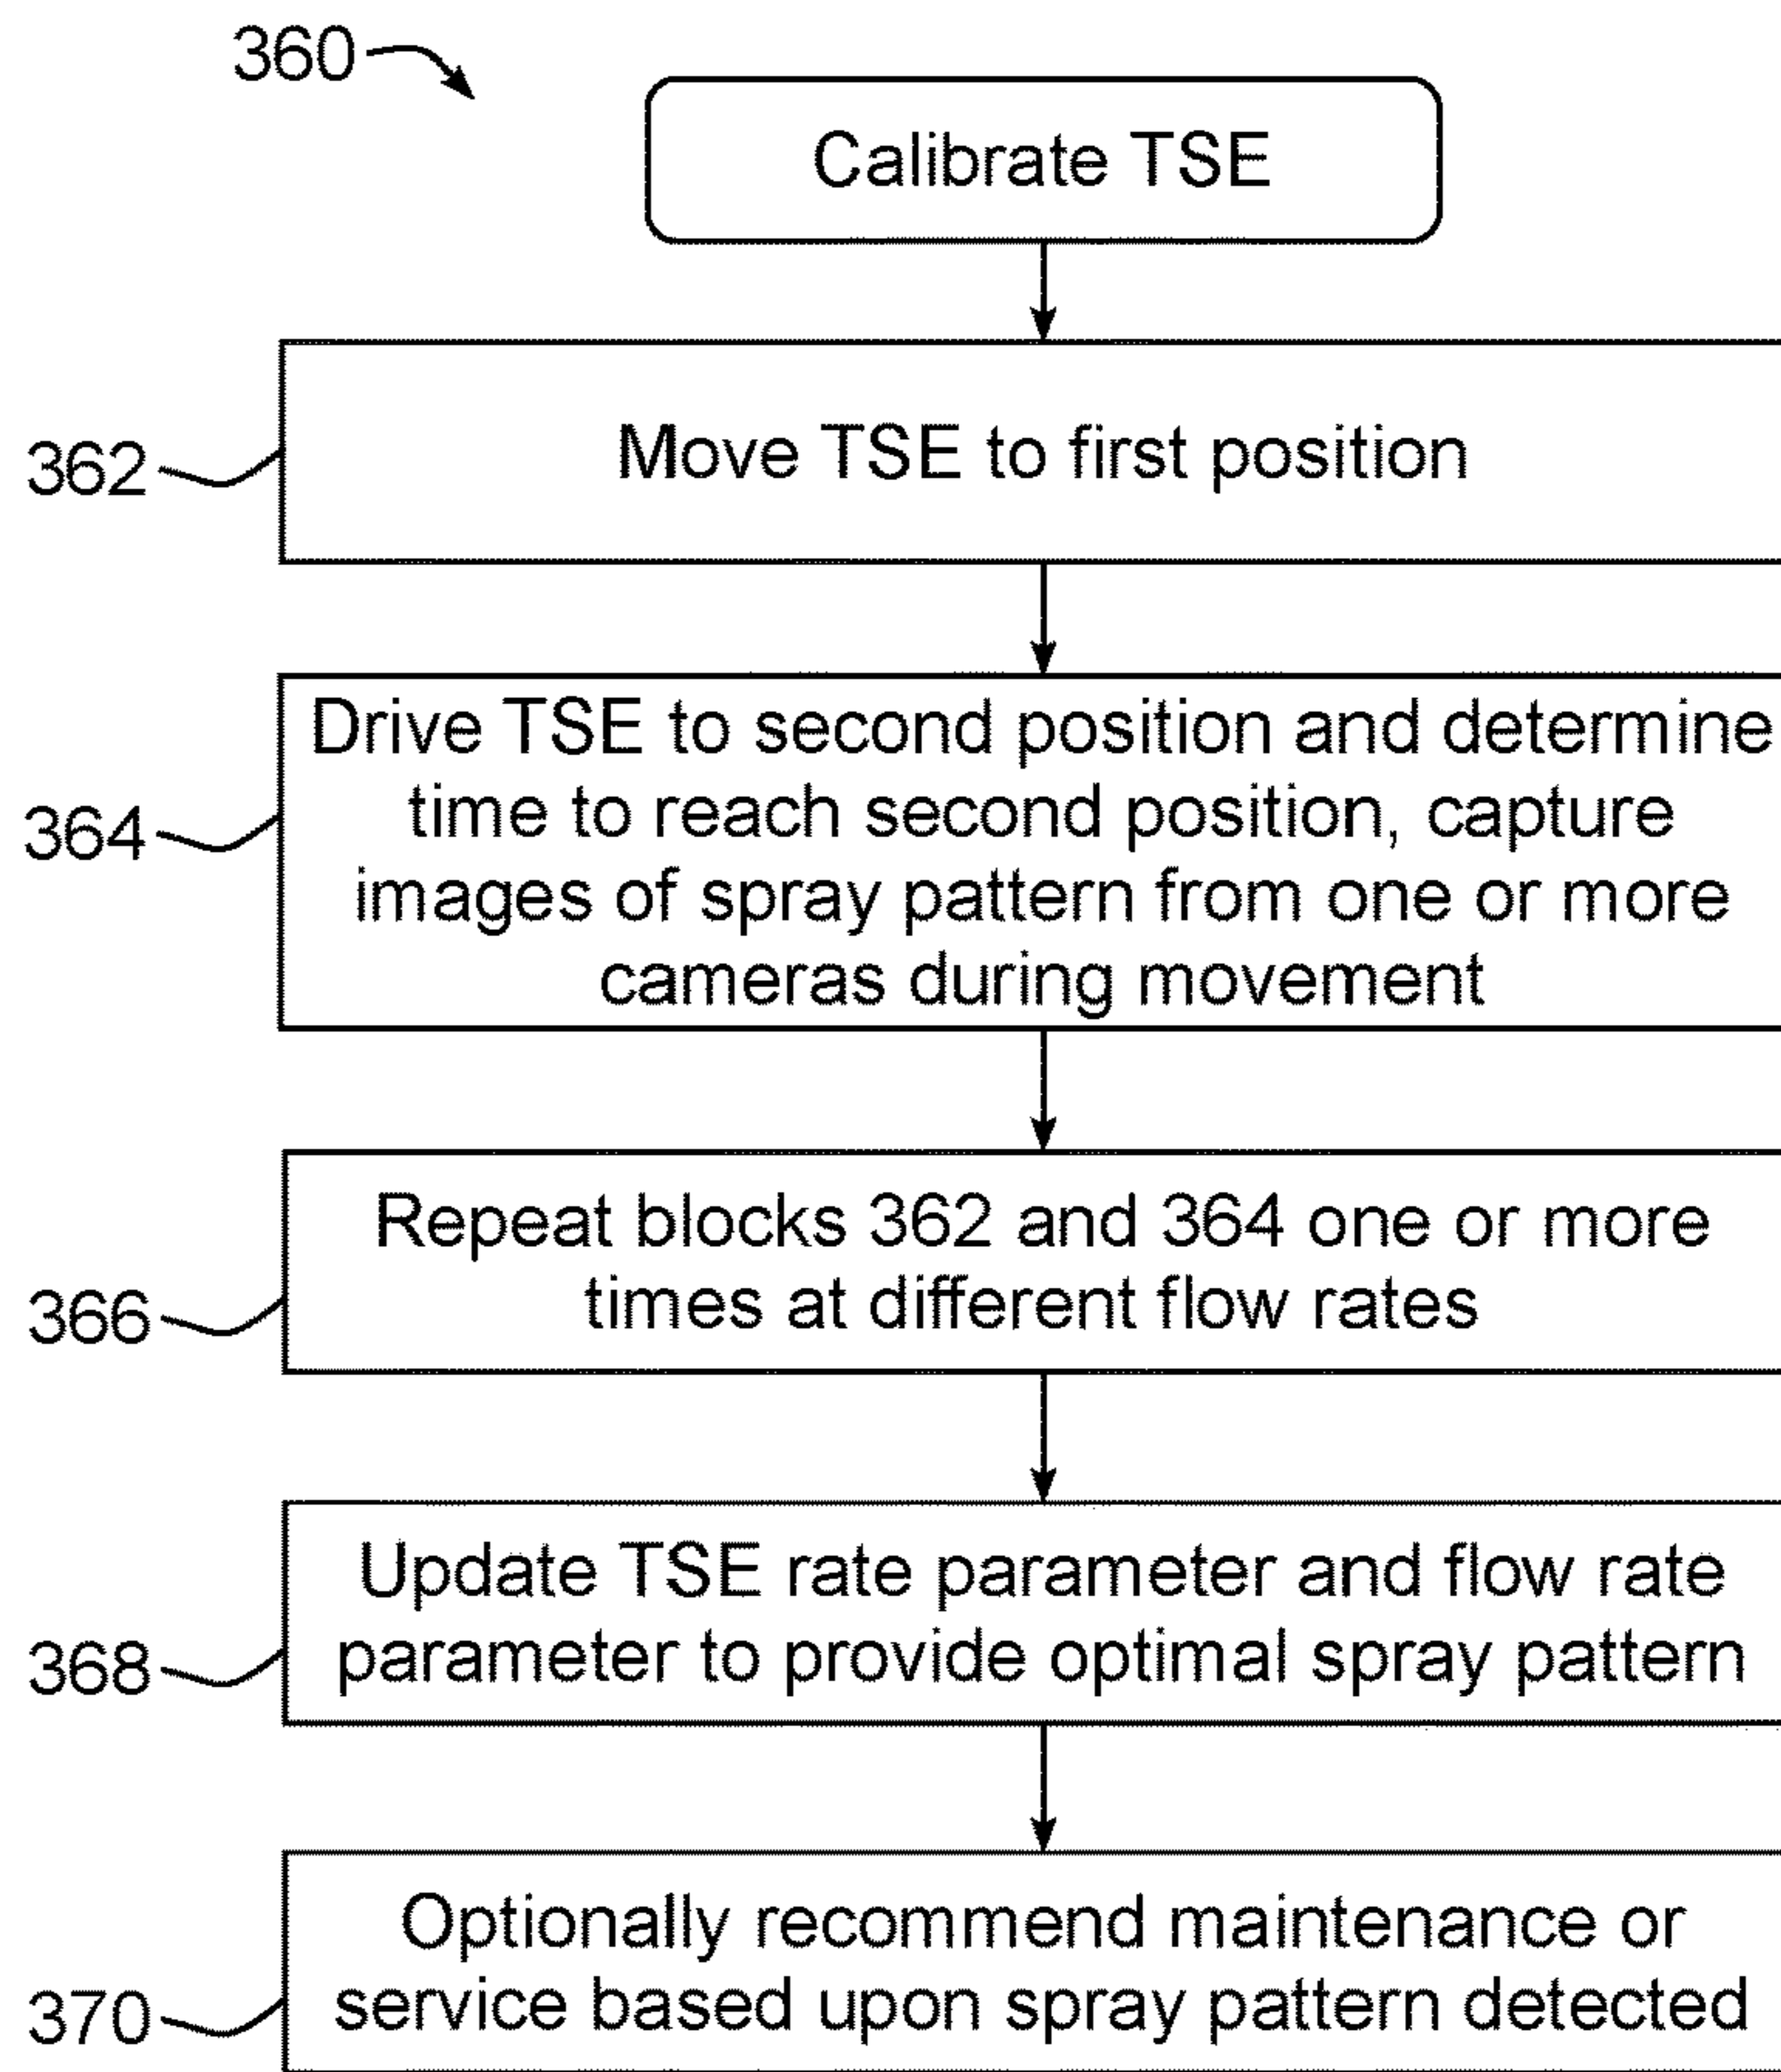 360
Calibrate TSE
362
Move TSE to first position
364
Drive TSE to second position and determine
time to reach second position, capture
images of spray pattern from one or more
cameras during movement
366
Repeat blocks 362 and 364 one or more
times at different flow rates
368
Update TSE rate parameter and flow rate
parameter to provide optimal spray pattern
370
Optionally recommend maintenance or
service based upon spray pattern detected